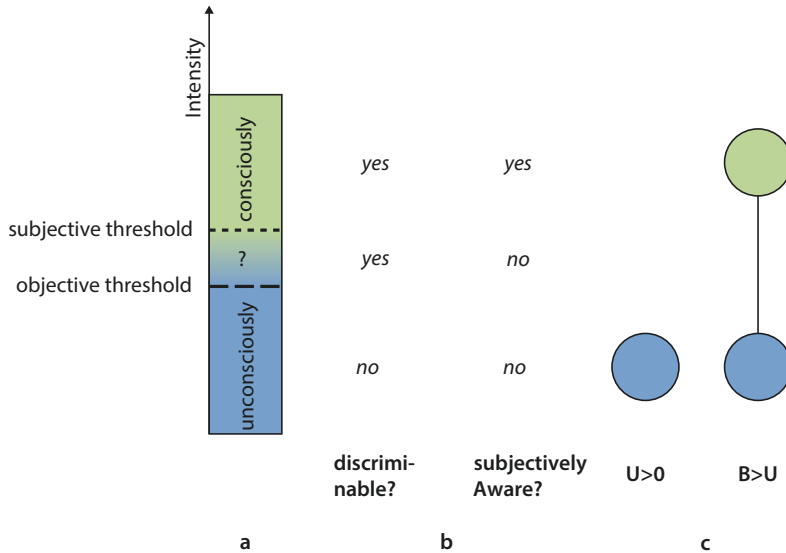 Intensity
consciously
yes
yes
subjective threshold
?
yes
no
objective threshold
unconsciously
no
no
discrimi-
nable?
subjectively
Aware?
U>0
B>U
a
b
c